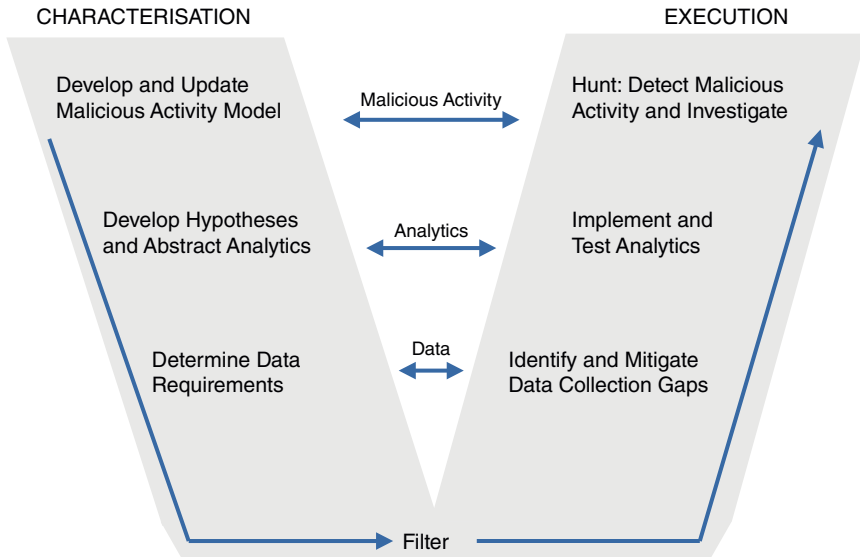 CHARACTERISATION
EXECUTION
Develop and Update
Malicious Activity Model
Malicious Activity
Hunt: Detect Malicious
Activity and Investigate
Develop Hypotheses
and Abstract Analytics
Analytics
Implement and
Test Analytics
Determine Data
Requirements
Data
Identify and Mitigate
Data Collection Gaps
Filter